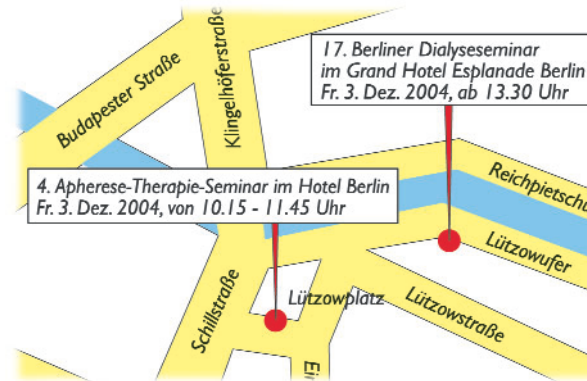 17. Berliner Dialyseseminar
im Grand Hotel Esplanade Berlin
Fr. 3. Dez. 2004, ab 13.30 Uhr
Budapester Straße
Klingelhöferstraße
4. Apherese-Therapie-Seminar im Hotel Berlin
Fr. 3. Dez. 2004, von 10.15 - 11.45 Uhr
Reichpietschu
Lützowufer
Schillstraße
Lützowplatz
Lützowstraße
Ein